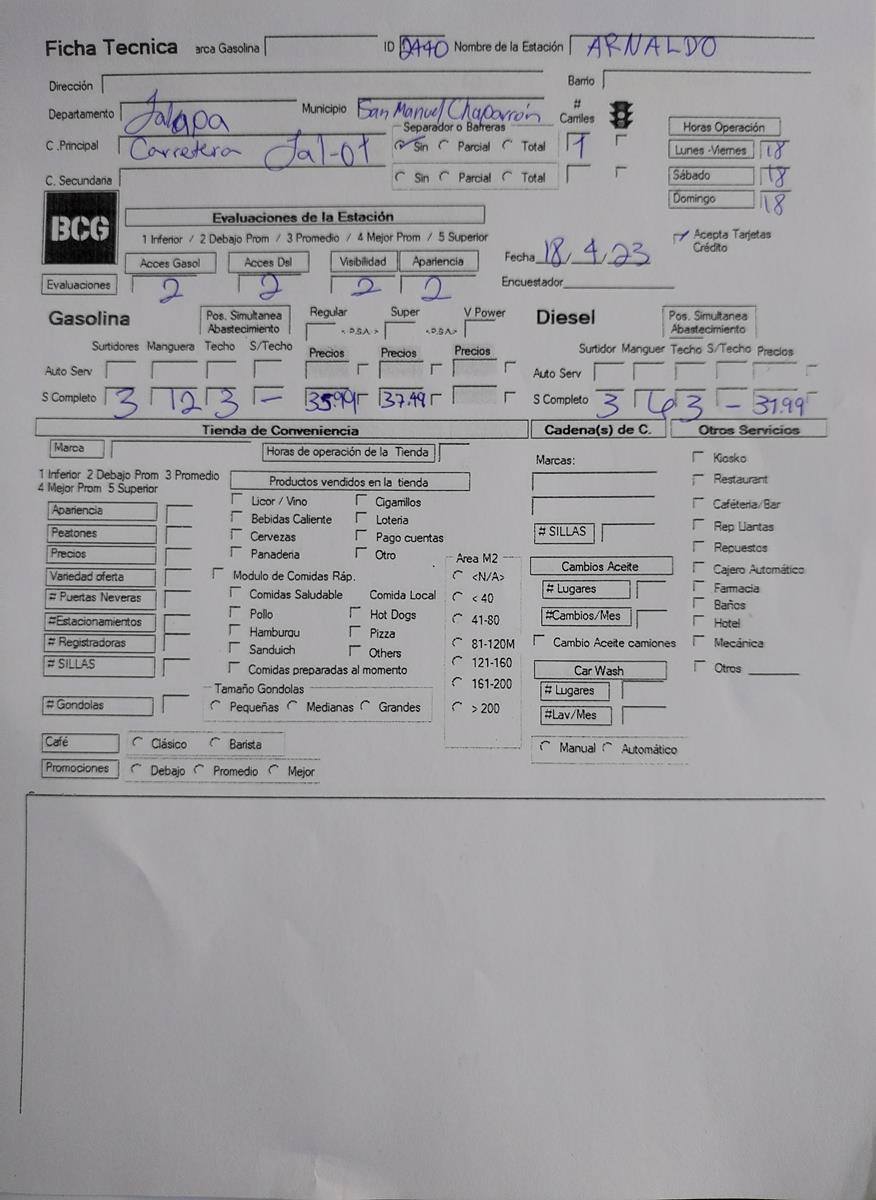 Ficha Tecnica arca Gasolina ID 2440 Nombre de la Estación ARNALDO
Dirección Barrio
Departamento Jalapa Municipio San Manuel Chaparrón # Carriles
Separador o Barreras
Horas Operación
C .Principal Carretera Jal-01 Sin Parcial Total 1
Lunes -Viernes 18
C. Secundaria Sin Parcial Total
Sábado 18
Domingo 18
BCG
Evaluaciones de la Estación
1 Inferior / 2 Debajo Prom / 3 Promedio / 4 Mejor Prom / 5 Superior
Acepta Tarjetas Crédito
Acces Gasol Acces Dsl Visibilidad Apariencia
Fecha 18, 4, 23
Evaluaciones 2 2 2 2
Encuestador
Gasolina Pos. Simultanea Abastecimiento Regular Super V Power
< D.S.A. > < D.S.A.>
Diesel Pos. Simultanea Abastecimiento
Surtidores Manguera Techo S/Techo Precios Precios Precios
Surtidor Manguer Techo S/Techo Precios
Auto Serv
Auto Serv
S Completo 3 12 3 - 35.99 37.49
S Completo 3 3 - 31.99
Tienda de Conveniencia Cadena(s) de C. Otros Servicios
Marca Horas de operación de la Tienda
1 Inferior 2 Debajo Prom 3 Promedio
4 Mejor Prom 5 Superior
Productos vendidos en la tienda
Apariencia
Peatones
Precios
Variedad oferta
# Puertas Neveras
#Estacionamientos
# Registradoras
# SILLAS
# Gondolas
Licor / Vino Cigarrillos
Bebidas Caliente Loteria
Cervezas Pago cuentas
Panaderia Otro
Modulo de Comidas Ráp.
Comidas Saludable Comida Local
Pollo Hot Dogs
Hamburqu Pizza
Sanduich Others
Comidas preparadas al momento
Tamaño Gondolas
Pequeñas Medianas Grandes
Area M2
<N/A>
< 40
41-80
81-120M
121-160
161-200
> 200
Café Clásico Barista
Promociones Debajo Promedio Mejor
Marcas:
# SILLAS
Cambios Aceite
# Lugares
#Cambios/Mes
Cambio Aceite camiones
Car Wash
# Lugares
#Lav/Mes
Manual Automático
Kiosko
Restaurant
Caféteria/Bar
Rep Llantas
Repuestos
Cajero Automático
Farmacia
Baños
Hotel
Mecánica
Otros